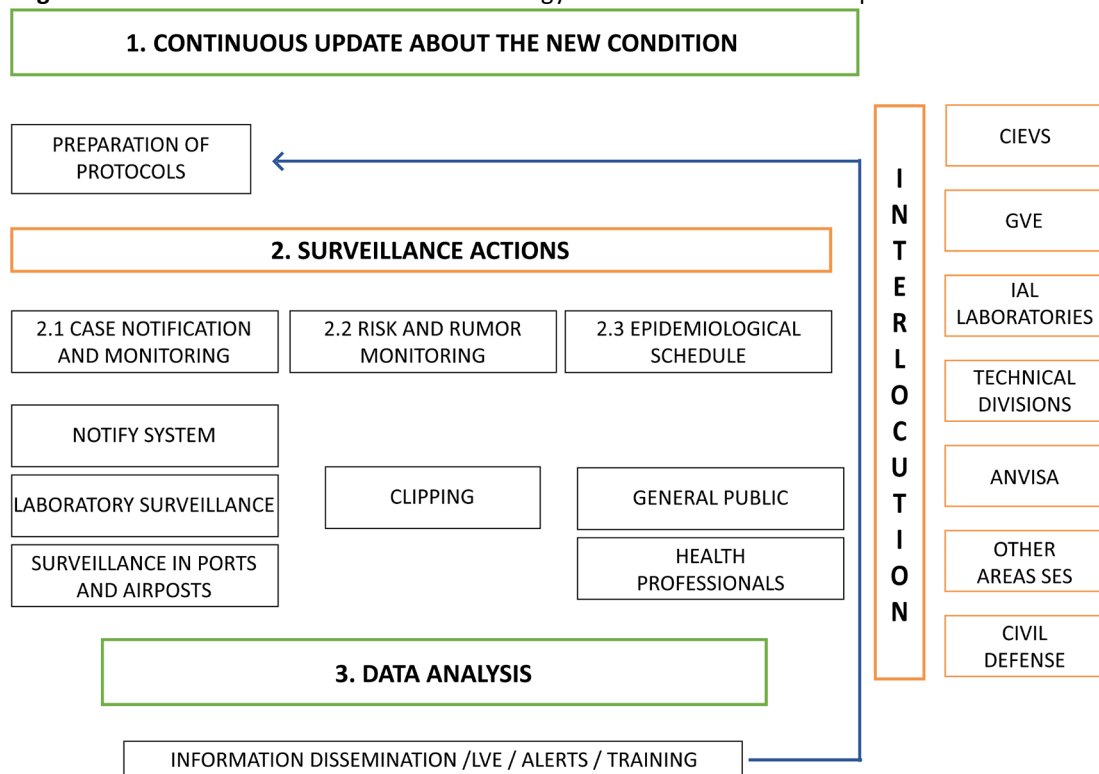 1. CONTINUOUS UPDATE ABOUT THE NEW CONDITION
PREPARATION OF
PROTOCOLS
2. SURVEILLANCE ACTIONS
2.1 CASE NOTIFICATION
AND MONITORING
2.2 RISK AND RUMOR
MONITORING
2.3 EPIDEMIOLOGICAL
SCHEDULE
NOTIFY SYSTEM
LABORATORY SURVEILLANCE
SURVEILLANCE IN PORTS
AND AIRPOSTS
CLIPPING
GENERAL PUBLIC
HEALTH
PROFESSIONALS
3. DATA ANALYSIS
INFORMATION DISSEMINATION /LVE / ALERTS / TRAINING
INTERLOCUTION
CIEVS
GVE
IAL
LABORATORIES
TECHNICAL
DIVISIONS
ANVISA
OTHER
AREAS SES
CIVIL
DEFENSE